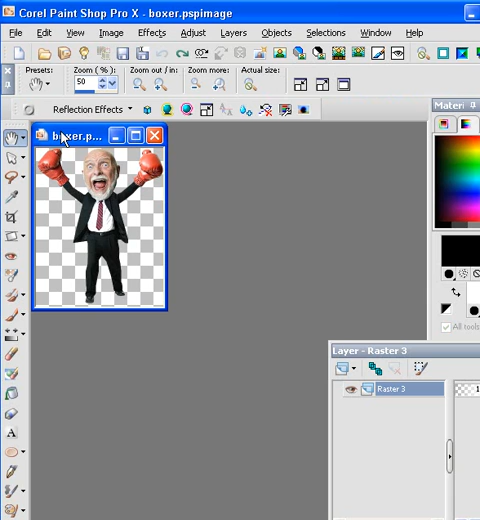 Corel Paint Shop Pro X - boxer.pspimage
File Edit View Image Effects Adjust Layers Objects Selections Window Help
Presets: Zoom ( % ): Zoom out / in: Zoom more: Actual size:
50
Reflection Effects
Materi
boxer.p...
All tools
Layer - Raster 3
Raster 3
1
A